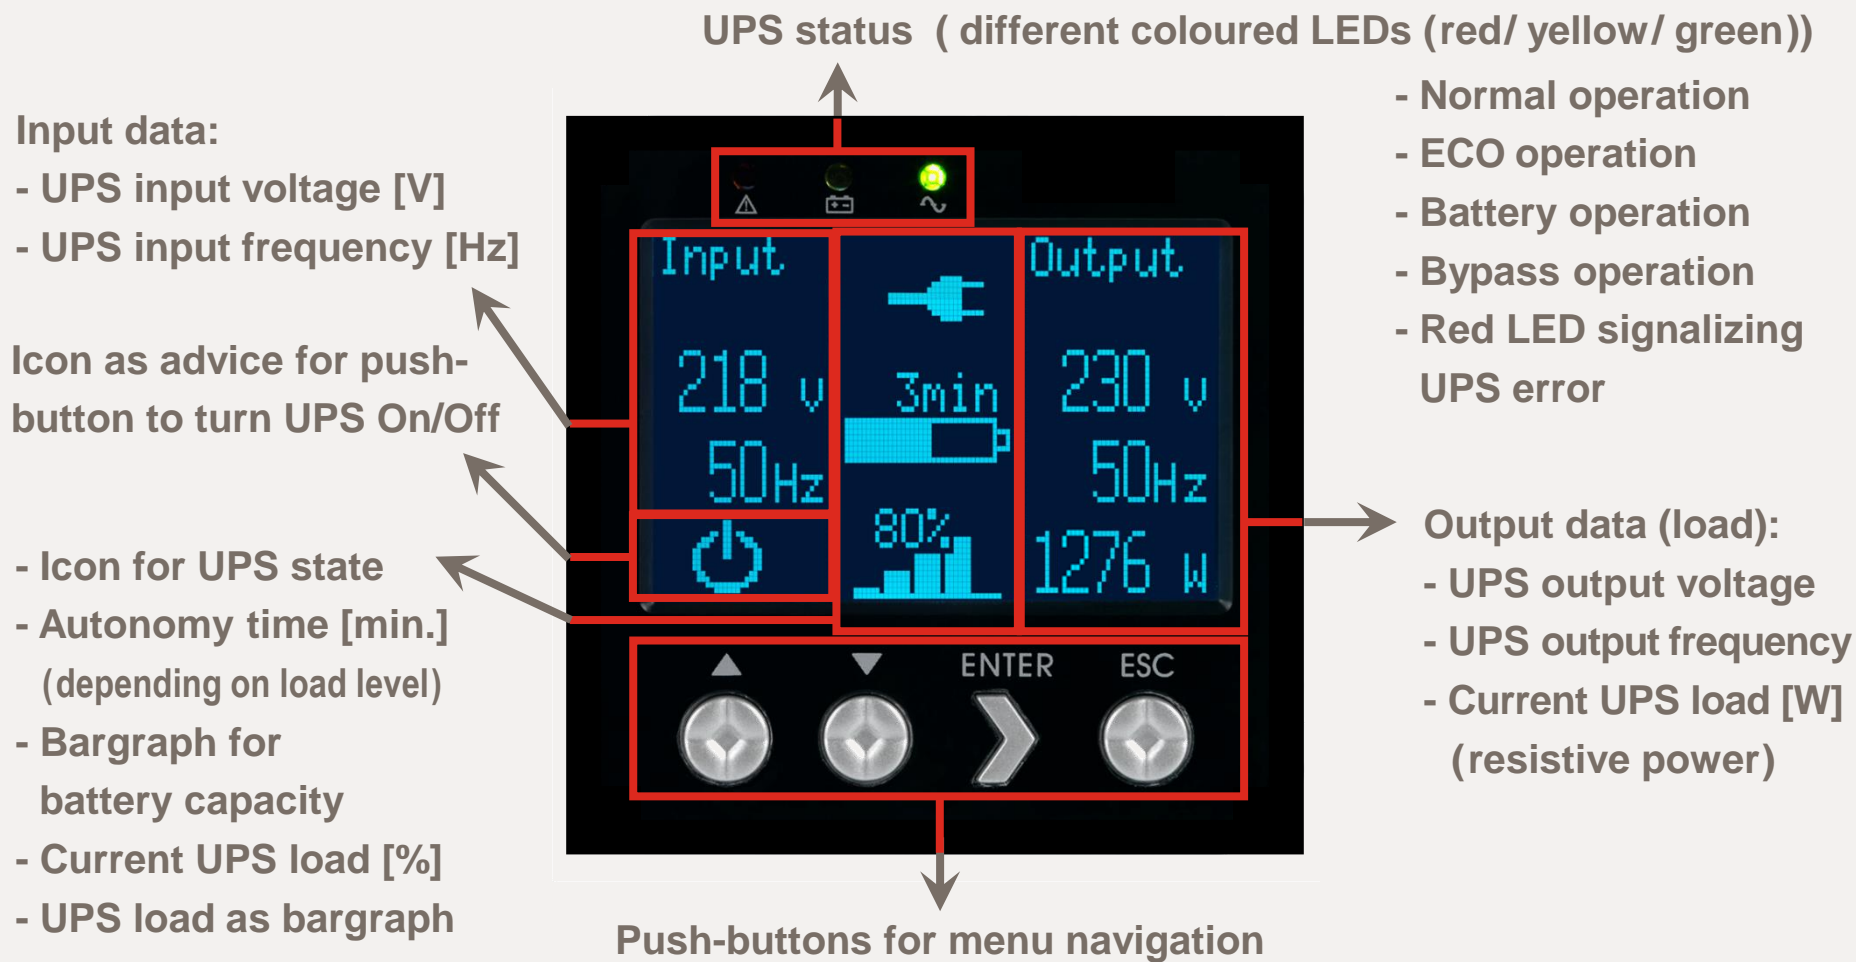 UPS status ( different coloured LEDs (red/ yellow/ green))
- Normal operation
- ECO operation
- Battery operation
- Bypass operation
- Red LED signalizing
UPS error
Input data:
- UPS input voltage [V]
- UPS input frequency [Hz]
Icon as advice for push-
button to turn UPS On/Off
- Icon for UPS state
- Autonomy time [min.]
(depending on load level)
- Bargraph for
battery capacity
- Current UPS load [%]
- UPS load as bargraph
Input
218 V
50Hz
3min
80%
Output
230 V
50Hz
1276 W
ENTER
ESC
Output data (load):
- UPS output voltage
- UPS output frequency
- Current UPS load [W]
(resistive power)
Push-buttons for menu navigation